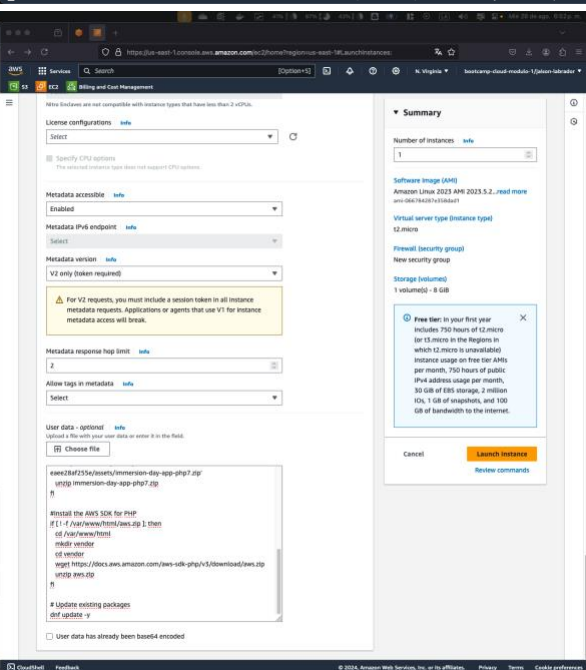 https://us-east-1.console.aws.amazon.com/ec2/home?region=us-east-1#LaunchInstances:
aws
Services
Search
[Option+S]
N. Virginia
bootcamp-cloud-modulo-1/jaison-labrador
S3
EC2
Billing and Cost Management
Nitro Enclaves are not compatible with instance types that have less than 2 vCPUs.
License configurations Info
Select
Specify CPU options
The selected instance type does not support CPU options.
Metadata accessible Info
Enabled
Metadata IPv6 endpoint Info
Select
Metadata version Info
V2 only (token required)
For V2 requests, you must include a session token in all instance
metadata requests. Applications or agents that use V1 for instance
metadata access will break.
Metadata response hop limit Info
2
Allow tags in metadata Info
Select
User data - optional Info
Upload a file with your user data or enter it in the field.
Choose file
eaee28af255e/assets/immersion-day-app-php7.zip'
unzip immersion-day-app-php7.zip
fi
#Install the AWS SDK for PHP
if [ ! -f /var/www/html/aws.zip ]; then
cd /var/www/html
mkdir vendor
cd vendor
wget https://docs.aws.amazon.com/aws-sdk-php/v3/download/aws.zip
unzip aws.zip
fi
# Update existing packages
dnf update -y
User data has already been base64 encoded
Summary
Number of instances Info
1
Software Image (AMI)
Amazon Linux 2023 AMI 2023.5.2...read more
Virtual server type (instance type)
t2.micro
Firewall (security group)
New security group
Storage (volumes)
1 volume(s) - 8 GiB
Free tier: In your first year
includes 750 hours of t2.micro
(or t3.micro in the Regions in
which t2.micro is unavailable)
instance usage on free tier AMIs
per month, 750 hours of public
IPv4 address usage per month,
30 GiB of EBS storage, 2 million
IOs, 1 GB of snapshots, and 100
GB of bandwidth to the internet.
Cancel
Launch instance
Review commands
CloudShell
Feedback
© 2024, Amazon Web Services, Inc. or its affiliates.
Privacy
Terms
Cookie preferences